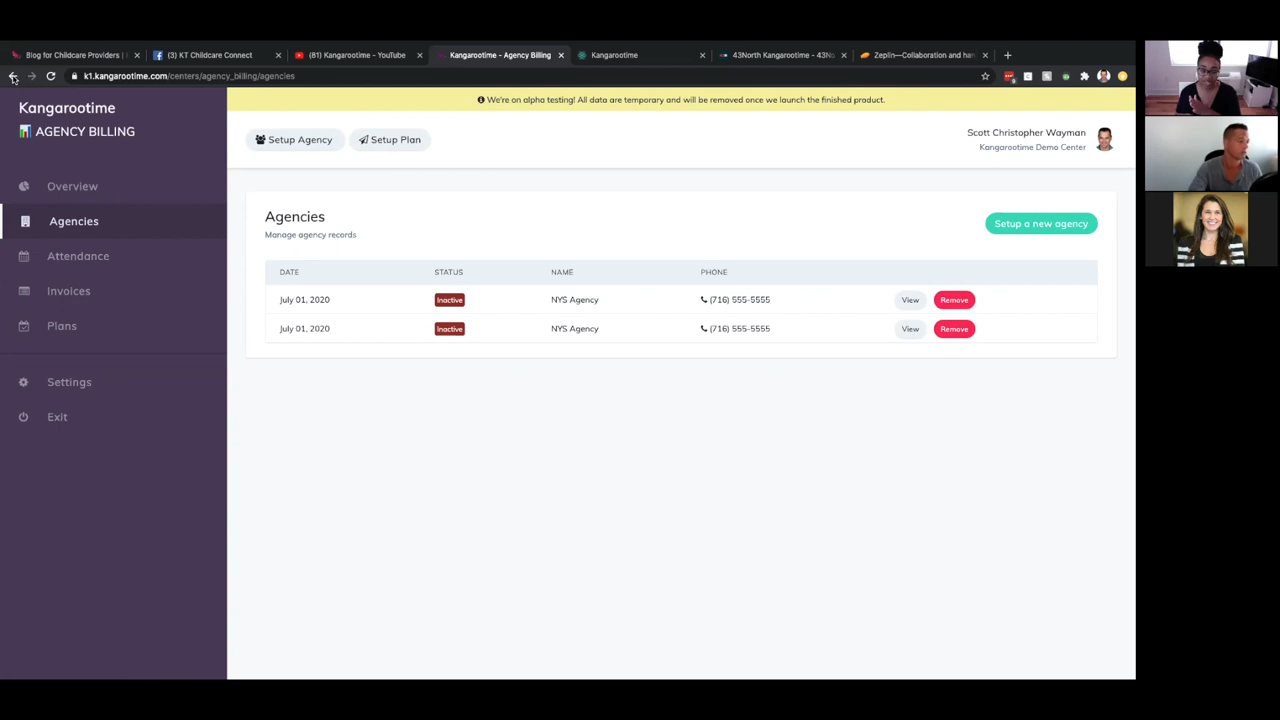 Blog for Childcare Providers |
(3) KT Childcare Connect
(81) Kangarootime - YouTube
Kangarootime - Agency Billing
Kangarootime
43North Kangarootime - 43No
Zeplin—Collaboration and han
k1.kangarootime.com/centers/agency_billing/agencies
Kangarootime
AGENCY BILLING
Overview
Agencies
Attendance
Invoices
Plans
Settings
Exit
We're on alpha testing! All data are temporary and will be removed once we launch the finished product.
Setup Agency
Setup Plan
Scott Christopher Wayman
Kangarootime Demo Center
Agencies
Manage agency records
Setup a new agency
DATE STATUS NAME PHONE
July 01, 2020 Inactive NYS Agency (716) 555-5555 View Remove
July 01, 2020 Inactive NYS Agency (716) 555-5555 View Remove